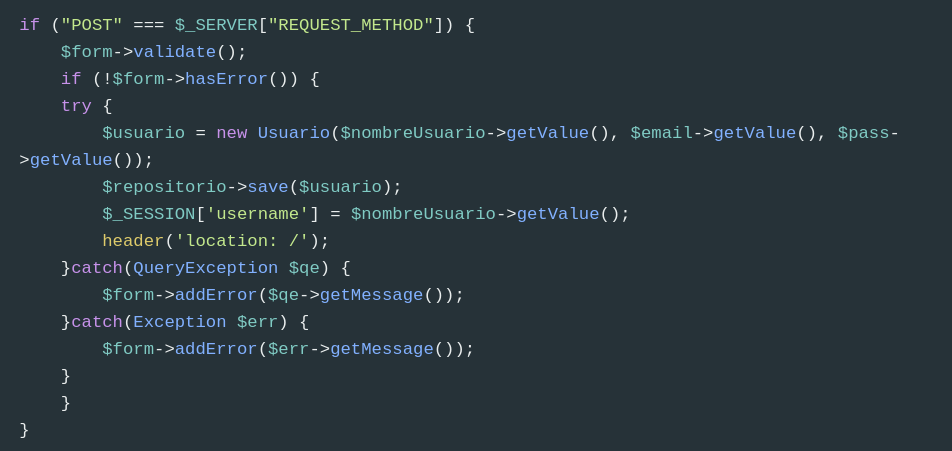 if ("POST" === $_SERVER["REQUEST_METHOD"]) {
    $form->validate();
    if (!$form->hasError()) {
    try {
        $usuario = new Usuario($nombreUsuario->getValue(), $email->getValue(), $pass-
>getValue());
        $repositorio->save($usuario);
        $_SESSION['username'] = $nombreUsuario->getValue();
        header('location: /');
    }catch(QueryException $qe) {
        $form->addError($qe->getMessage());
    }catch(Exception $err) {
        $form->addError($err->getMessage());
    }
    }
}